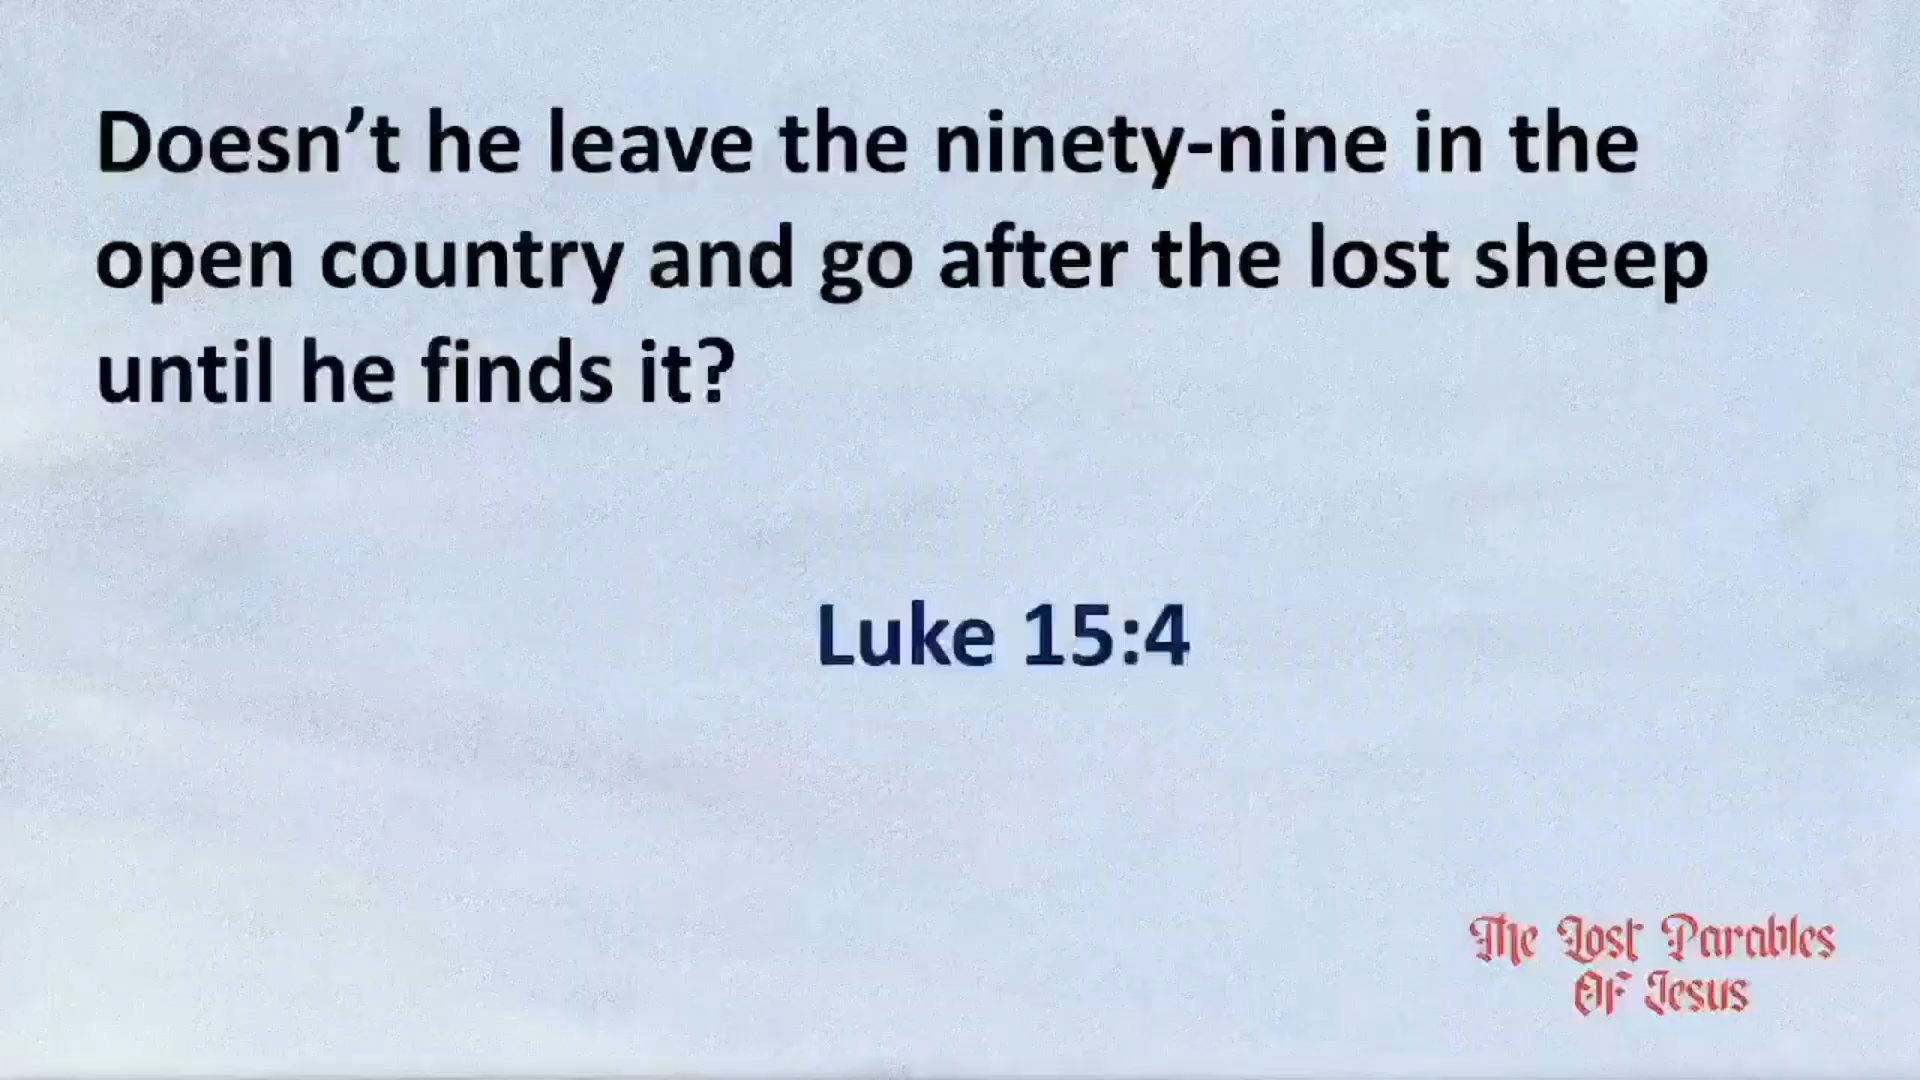 Doesn’t he leave the ninety-nine in the
open country and go after the lost sheep
until he finds it?
Luke 15:4
The Lost Parables
Of Jesus